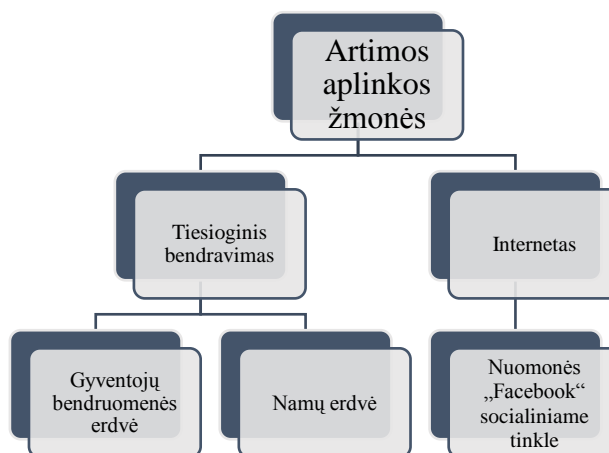 Artimos
aplinkos
žmonės
Tiesioginis
bendravimas
Internetas
Gyventojų
bendruomenės
erdvė
Namų erdvė
Nuomonės
„Facebook“
socialiniame
tinkle